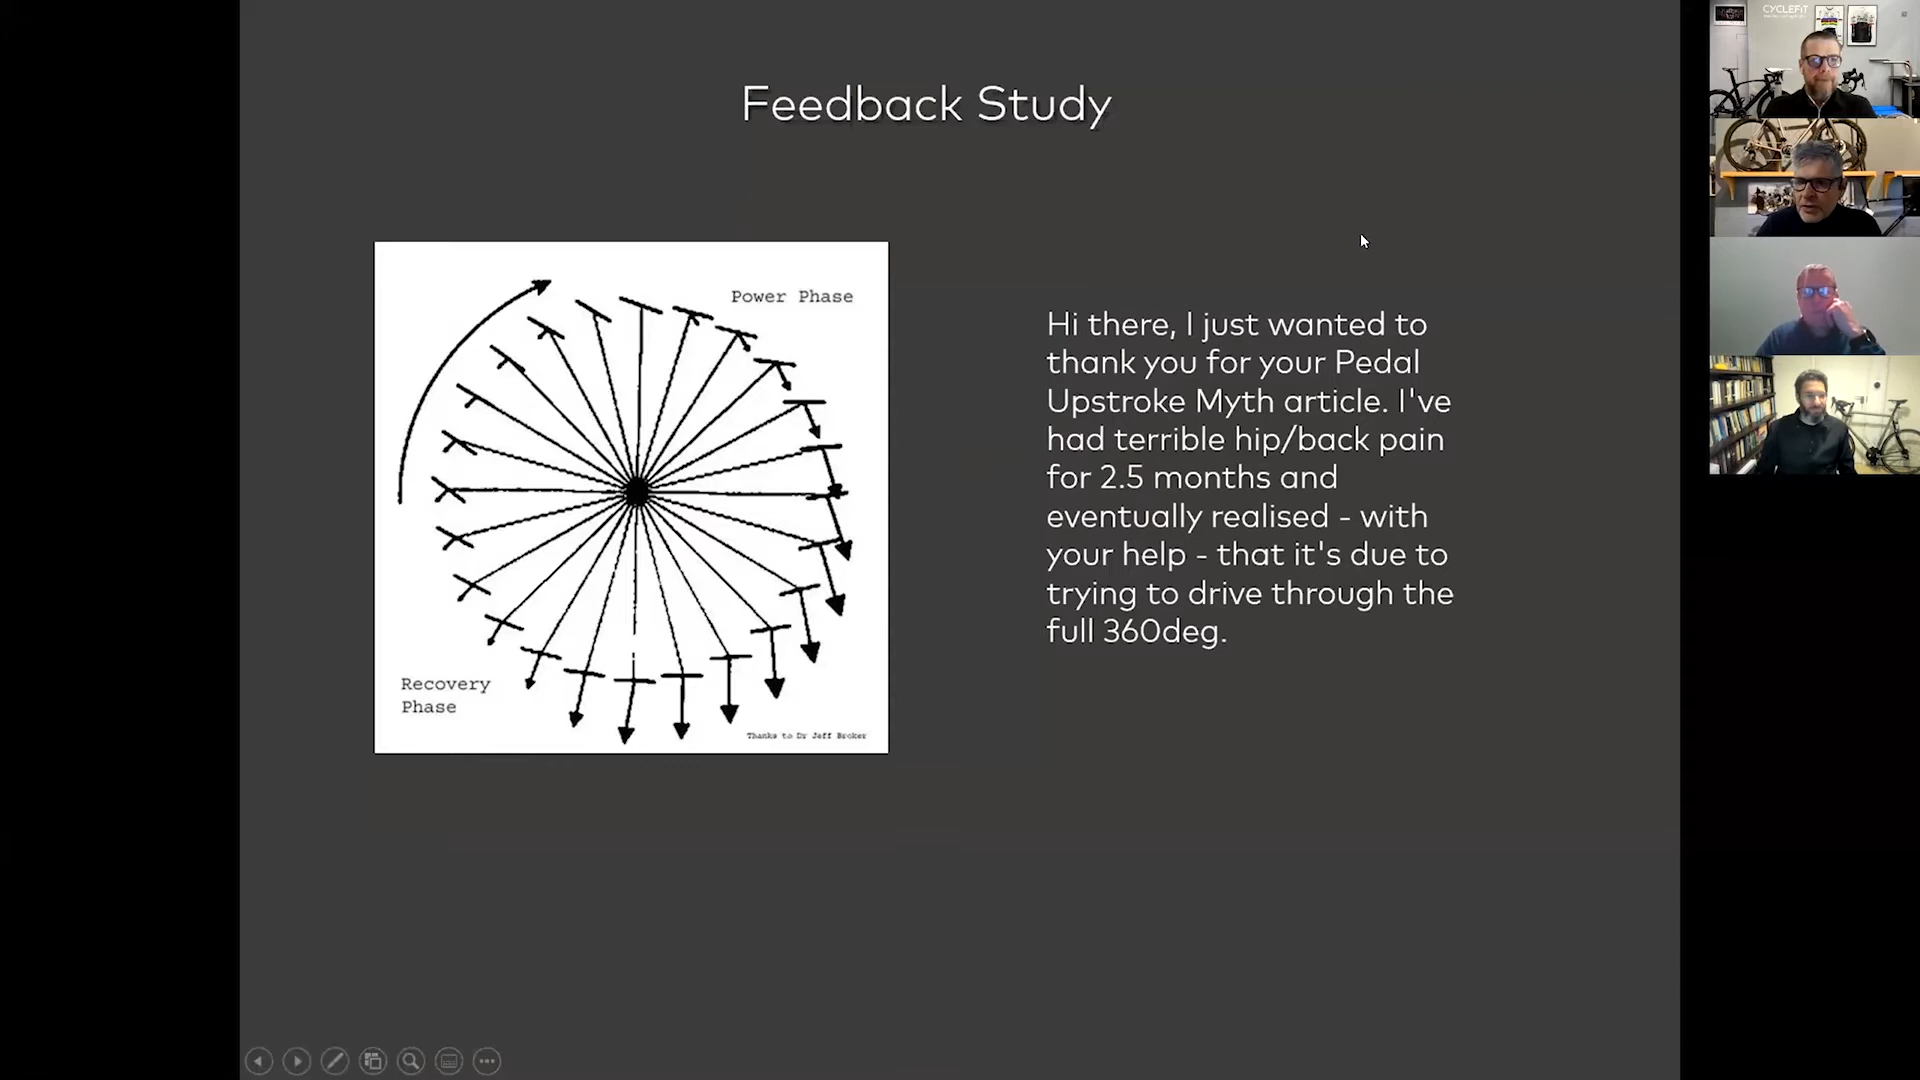 Feedback Study
Power Phase
Recovery
Phase
Thanks to Dr Jeff Broker
Hi there, I just wanted to
thank you for your Pedal
Upstroke Myth article. I've
had terrible hip/back pain
for 2.5 months and
eventually realised - with
your help - that it's due to
trying to drive through the
full 360deg.
CYCLEFIT